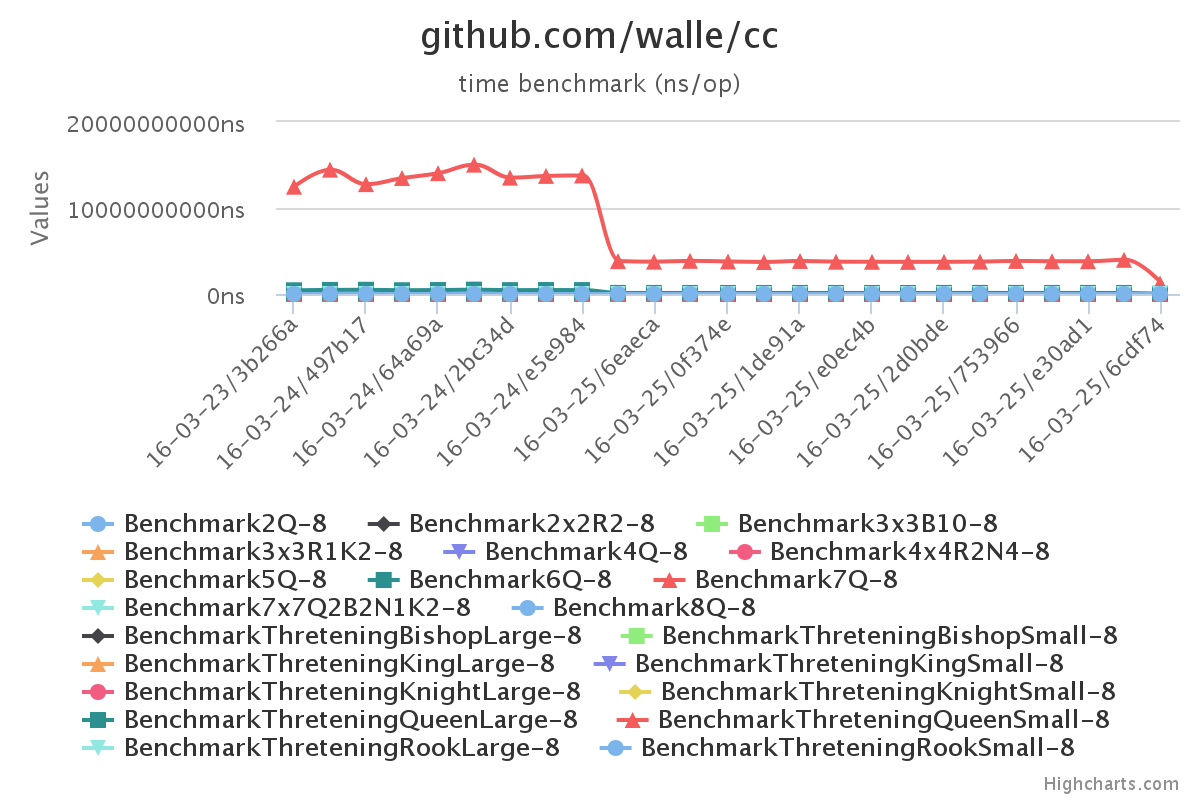 github.com/walle/cc
time benchmark (ns/op)
Values
20000000000ns
10000000000ns
0ns
16-03-23/3b266a
16-03-24/497b17
16-03-24/64a69a
16-03-24/2bc34d
16-03-24/e5e984
16-03-25/6eaeca
16-03-25/0f374e
16-03-25/1de91a
16-03-25/e0ec4b
16-03-25/2d0bde
16-03-25/753966
16-03-25/e30ad1
16-03-25/6cdf74
Benchmark2Q-8 Benchmark2x2R2-8 Benchmark3x3B10-8
Benchmark3x3R1K2-8 Benchmark4Q-8 Benchmark4x4R2N4-8
Benchmark5Q-8 Benchmark6Q-8 Benchmark7Q-8
Benchmark7x7Q2B2N1K2-8 Benchmark8Q-8
BenchmarkThreteningBishopLarge-8 BenchmarkThreteningBishopSmall-8
BenchmarkThreteningKingLarge-8 BenchmarkThreteningKingSmall-8
BenchmarkThreteningKnightLarge-8 BenchmarkThreteningKnightSmall-8
BenchmarkThreteningQueenLarge-8 BenchmarkThreteningQueenSmall-8
BenchmarkThreteningRookLarge-8 BenchmarkThreteningRookSmall-8
Highcharts.com